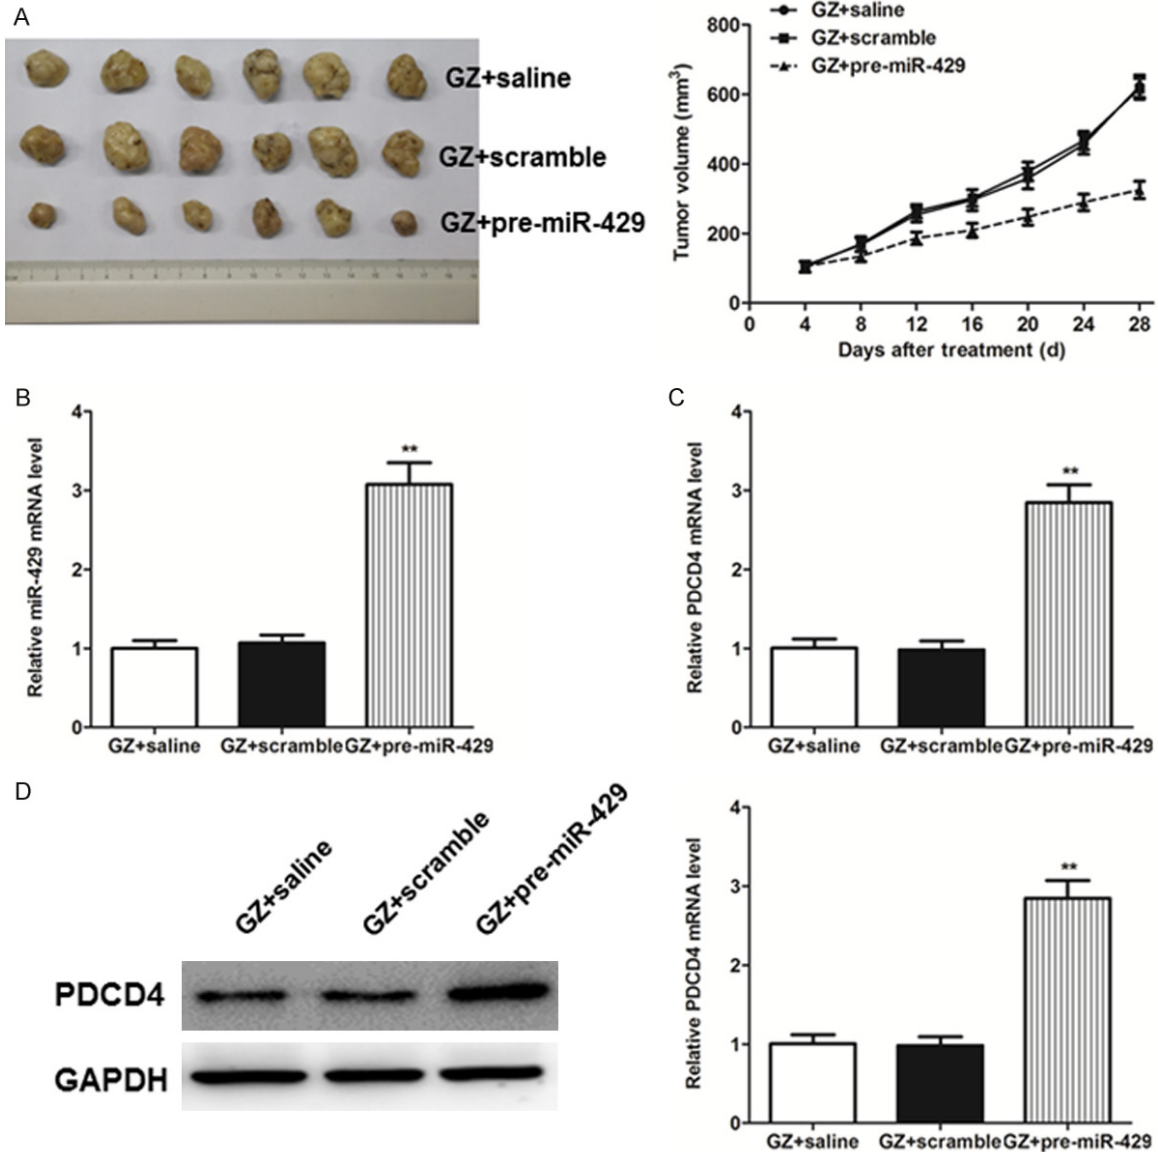 A
GZ+saline
GZ+scramble
GZ+pre-miR-429
GZ+saline
GZ+scramble
GZ+pre-miR-429
Tumor volume (mm³)
800
600
400
200
0
0 4 8 12 16 20 24 28
Days after treatment (d)
B
Relative miR-429 mRNA level
4
3
2
1
0
**
GZ+saline GZ+scramble GZ+pre-miR-429
C
Relative PDCD4 mRNA level
4
3
2
1
0
**
GZ+saline GZ+scramble GZ+pre-miR-429
D
GZ+saline
GZ+scramble
GZ+pre-miR-429
PDCD4
GAPDH
Relative PDCD4 mRNA level
4
3
2
1
0
**
GZ+saline GZ+scramble GZ+pre-miR-429